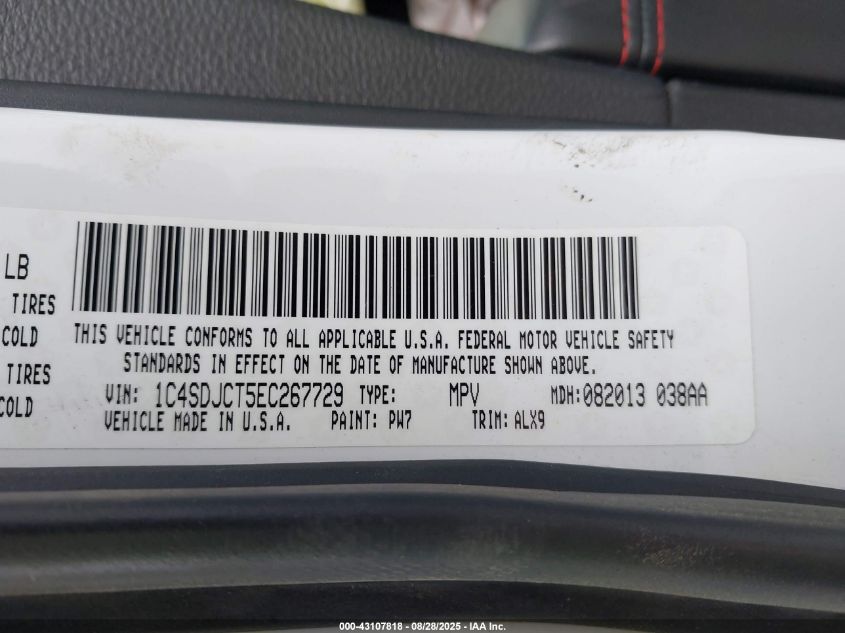 LB
TIRES
COLD
TIRES
COLD
THIS VEHICLE CONFORMS TO ALL APPLICABLE U.S.A. FEDERAL MOTOR VEHICLE SAFETY
STANDARDS IN EFFECT ON THE DATE OF MANUFACTURE SHOWN ABOVE.
VIN: 1C4SDJCT5EC267729 TYPE: MPV MDH:082013 038AA
VEHICLE MADE IN U.S.A. PAINT: PW7 TRIM: ALX9
000-43107818 - 08/28/2025 - IAA Inc.